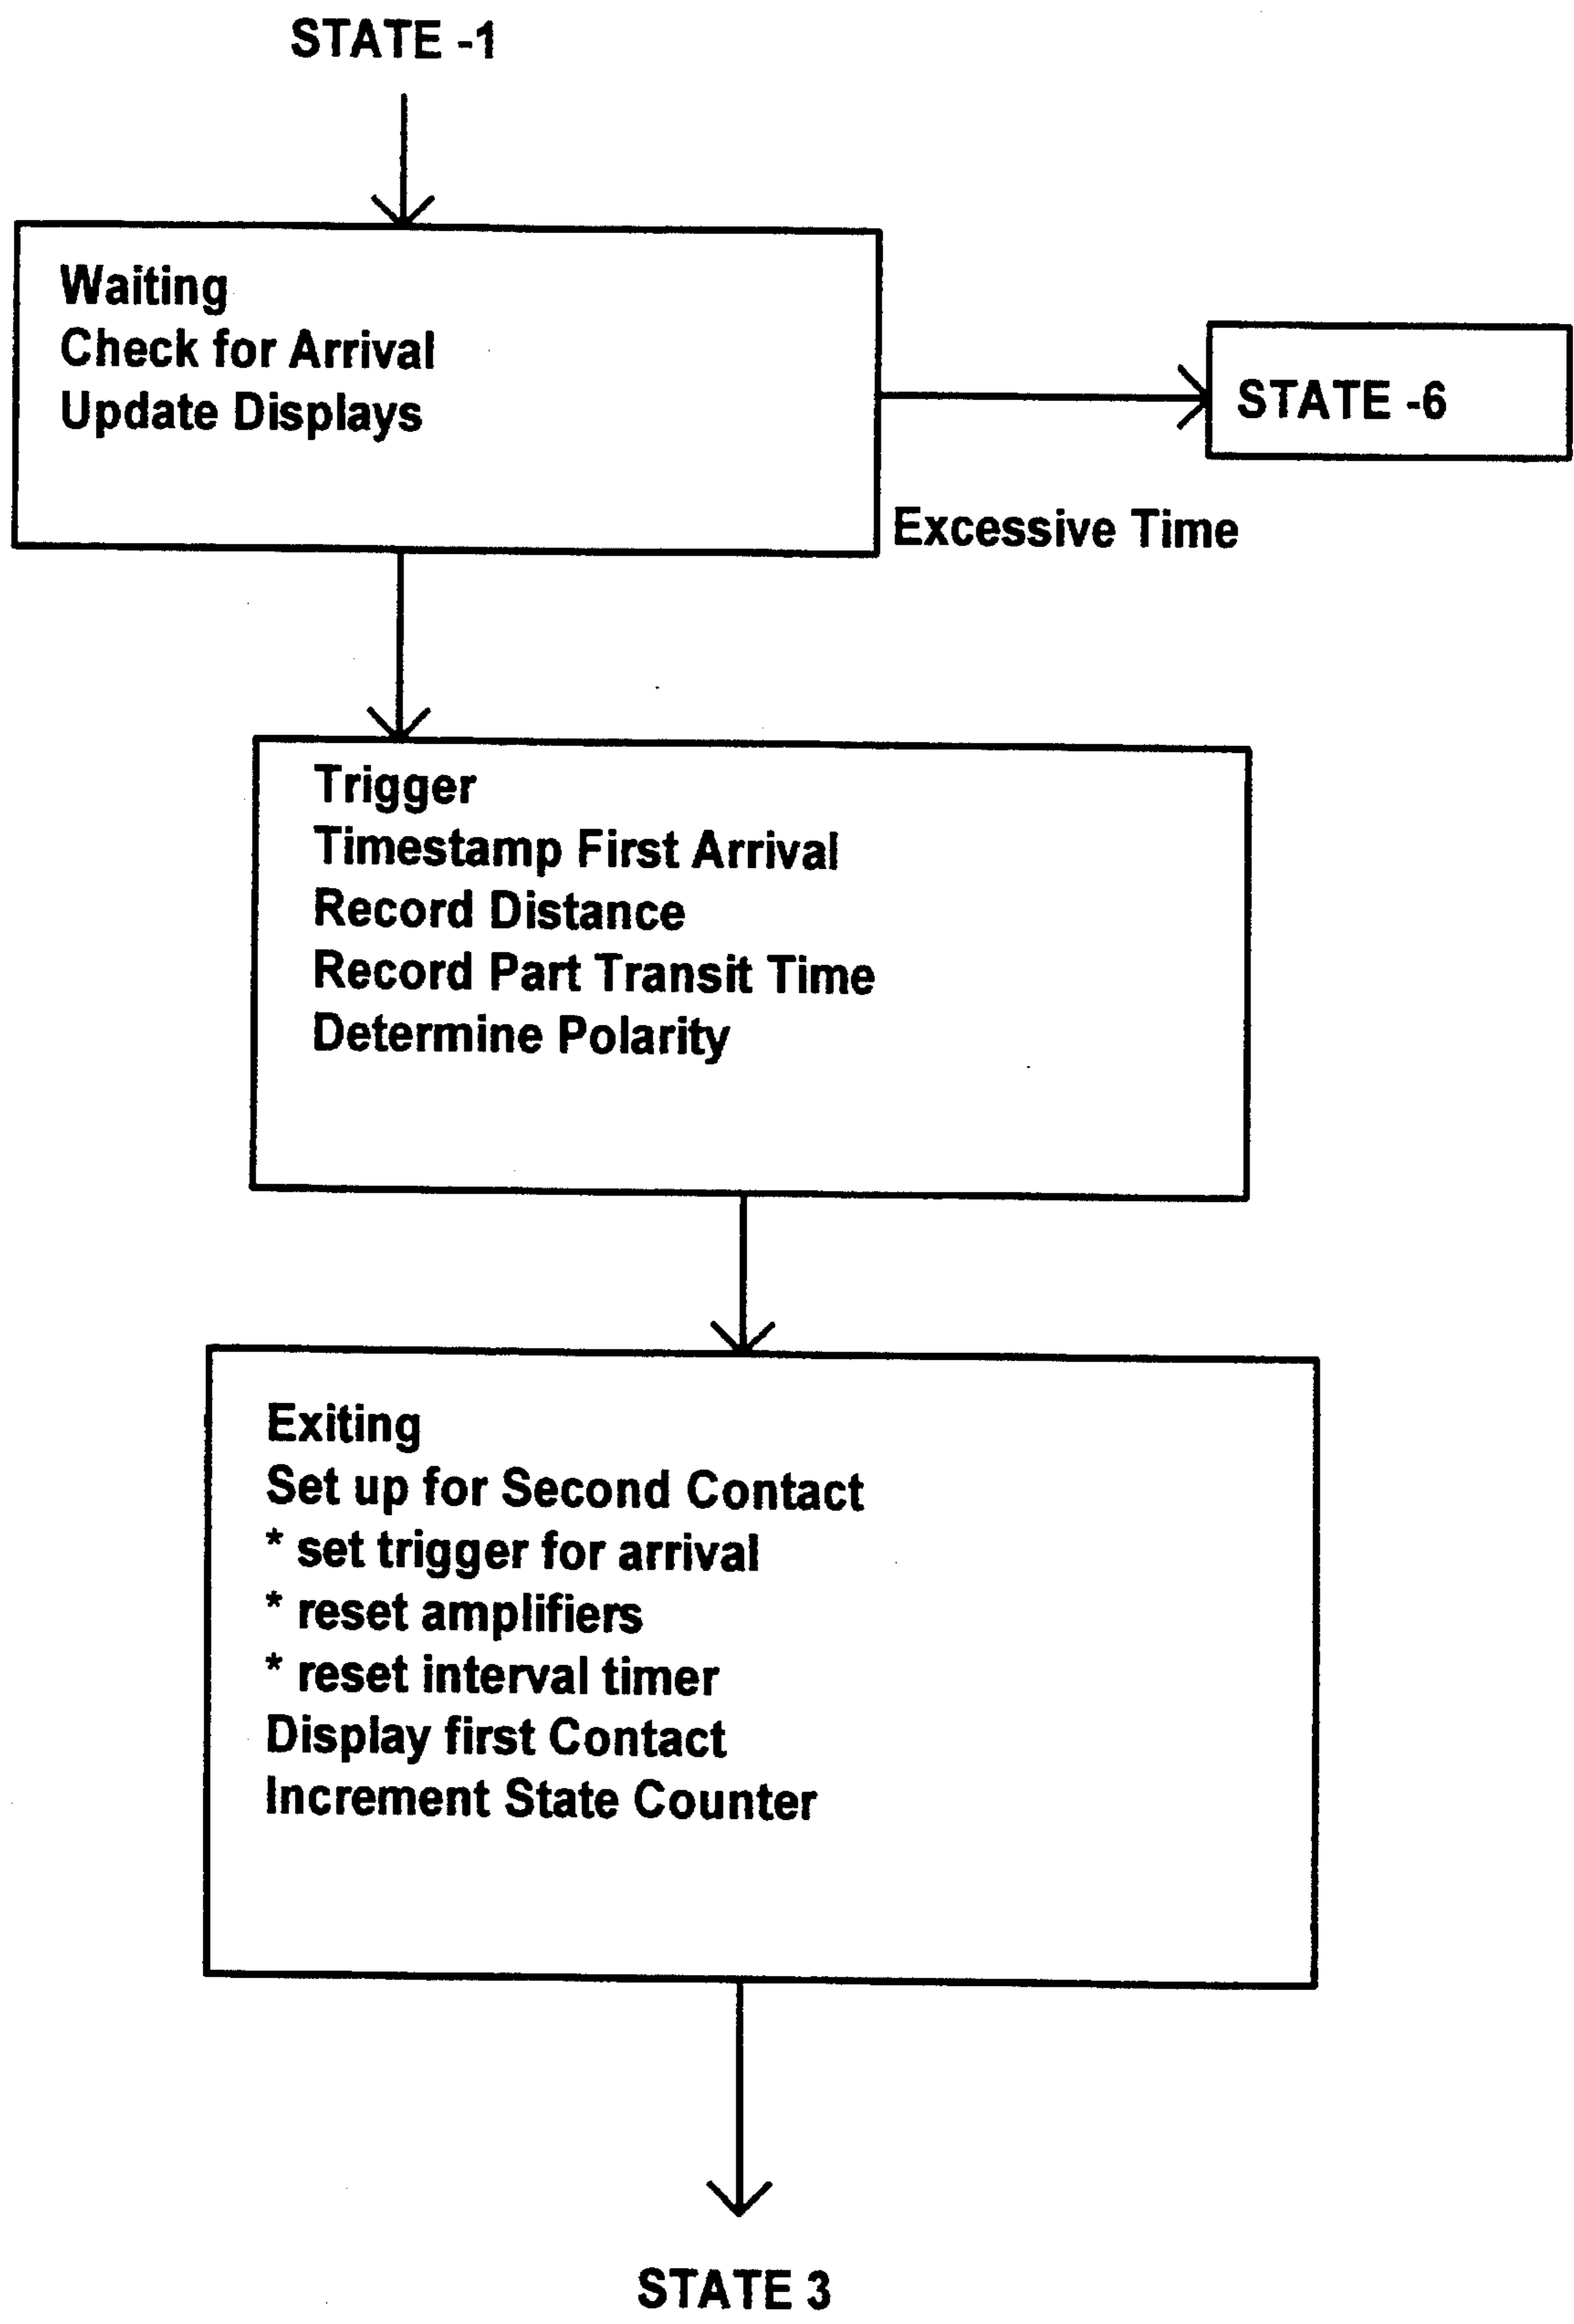 STATE -1
Waiting
Check for Arrival
Update Displays
STATE -6
Excessive Time
Trigger
Timestamp First Arrival
Record Distance
Record Part Transit Time
Determine Polarity
Exiting
Set up for Second Contact
* set trigger for arrival
* reset amplifiers
* reset interval timer
Display first Contact
Increment State Counter
STATE 3